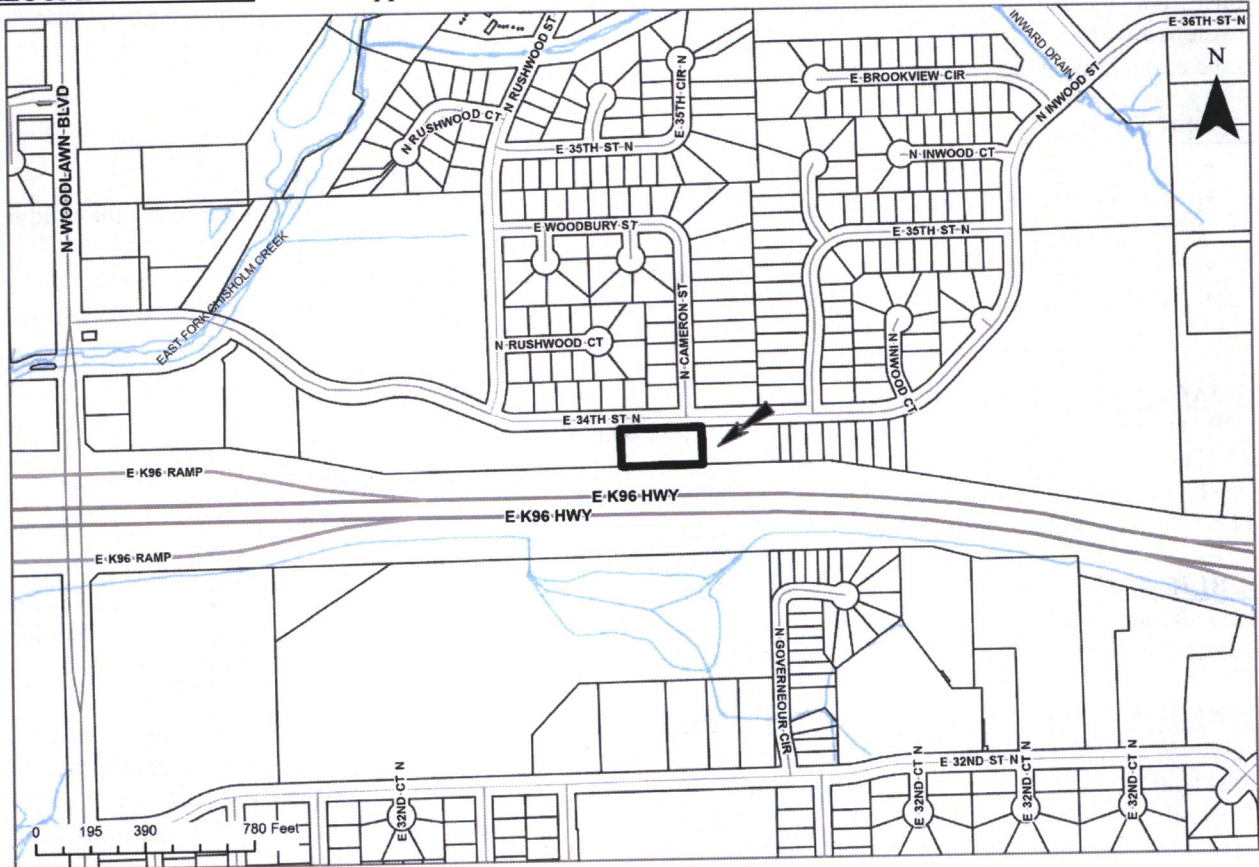 E 36TH ST N
INWARD DRAIN
N
N RUSHWOOD ST
E 35TH CIR N
E BROOKVIEW CIR
N INWOOD ST
N WOODLAWN BLVD
N RUSHWOOD CT
E 35TH ST N
N INWOOD CT
E WOODBURY ST
E 35TH ST N
EAST FORK CHISHOLM CREEK
N CAMERON ST
N RUSHWOOD CT
N INWOOD CT
E 34TH ST N
E K96 RAMP
E K96 HWY
E K96 HWY
E K96 RAMP
N GOVERNEOUR CIR
E 32ND ST N
E 32ND CT N
E 32ND CT N
E 32ND CT N
E 32ND CT N
0 195 390 780 Feet